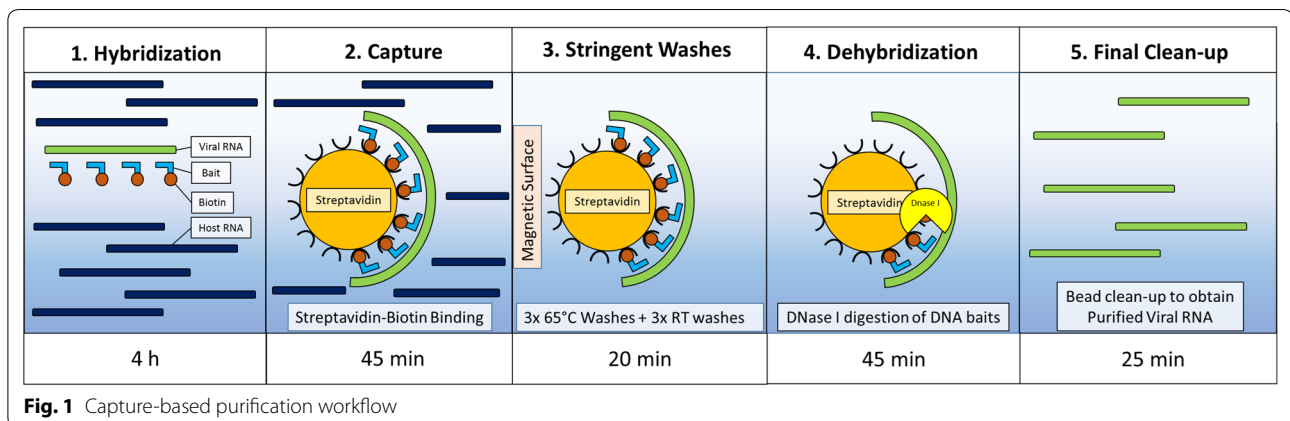 1. Hybridization
2. Capture
3. Stringent Washes
4. Dehybridization
5. Final Clean-up
Viral RNA
Bait
Biotin
Host RNA
Streptavidin
Streptavidin-Biotin Binding
Magnetic Surface
Streptavidin
3x 65°C Washes + 3x RT washes
Streptavidin
Dnase I
DNase I digestion of DNA baits
Bead clean-up to obtain
Purified Viral RNA
4 h
45 min
20 min
45 min
25 min
Fig. 1 Capture-based purification workflow